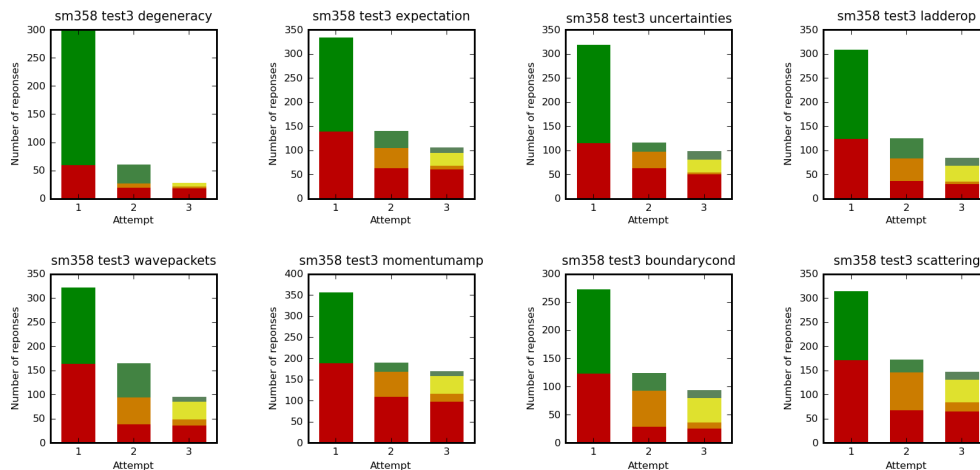 sm358 test3 degeneracy
300
250
200
150
100
50
0
Number of reponses
1 2 3
Attempt
sm358 test3 expectation
350
300
250
200
150
100
50
0
Number of reponses
1 2 3
Attempt
sm358 test3 uncertainties
350
300
250
200
150
100
50
0
Number of reponses
1 2 3
Attempt
sm358 test3 ladderop
350
300
250
200
150
100
50
0
Number of reponses
1 2 3
Attempt
sm358 test3 wavepackets
350
300
250
200
150
100
50
0
Number of reponses
1 2 3
Attempt
sm358 test3 momentumamp
400
350
300
250
200
150
100
50
0
Number of reponses
1 2 3
Attempt
sm358 test3 boundarycond
300
250
200
150
100
50
0
Number of reponses
1 2 3
Attempt
sm358 test3 scattering
350
300
250
200
150
100
50
0
Number of reponses
1 2 3
Attempt